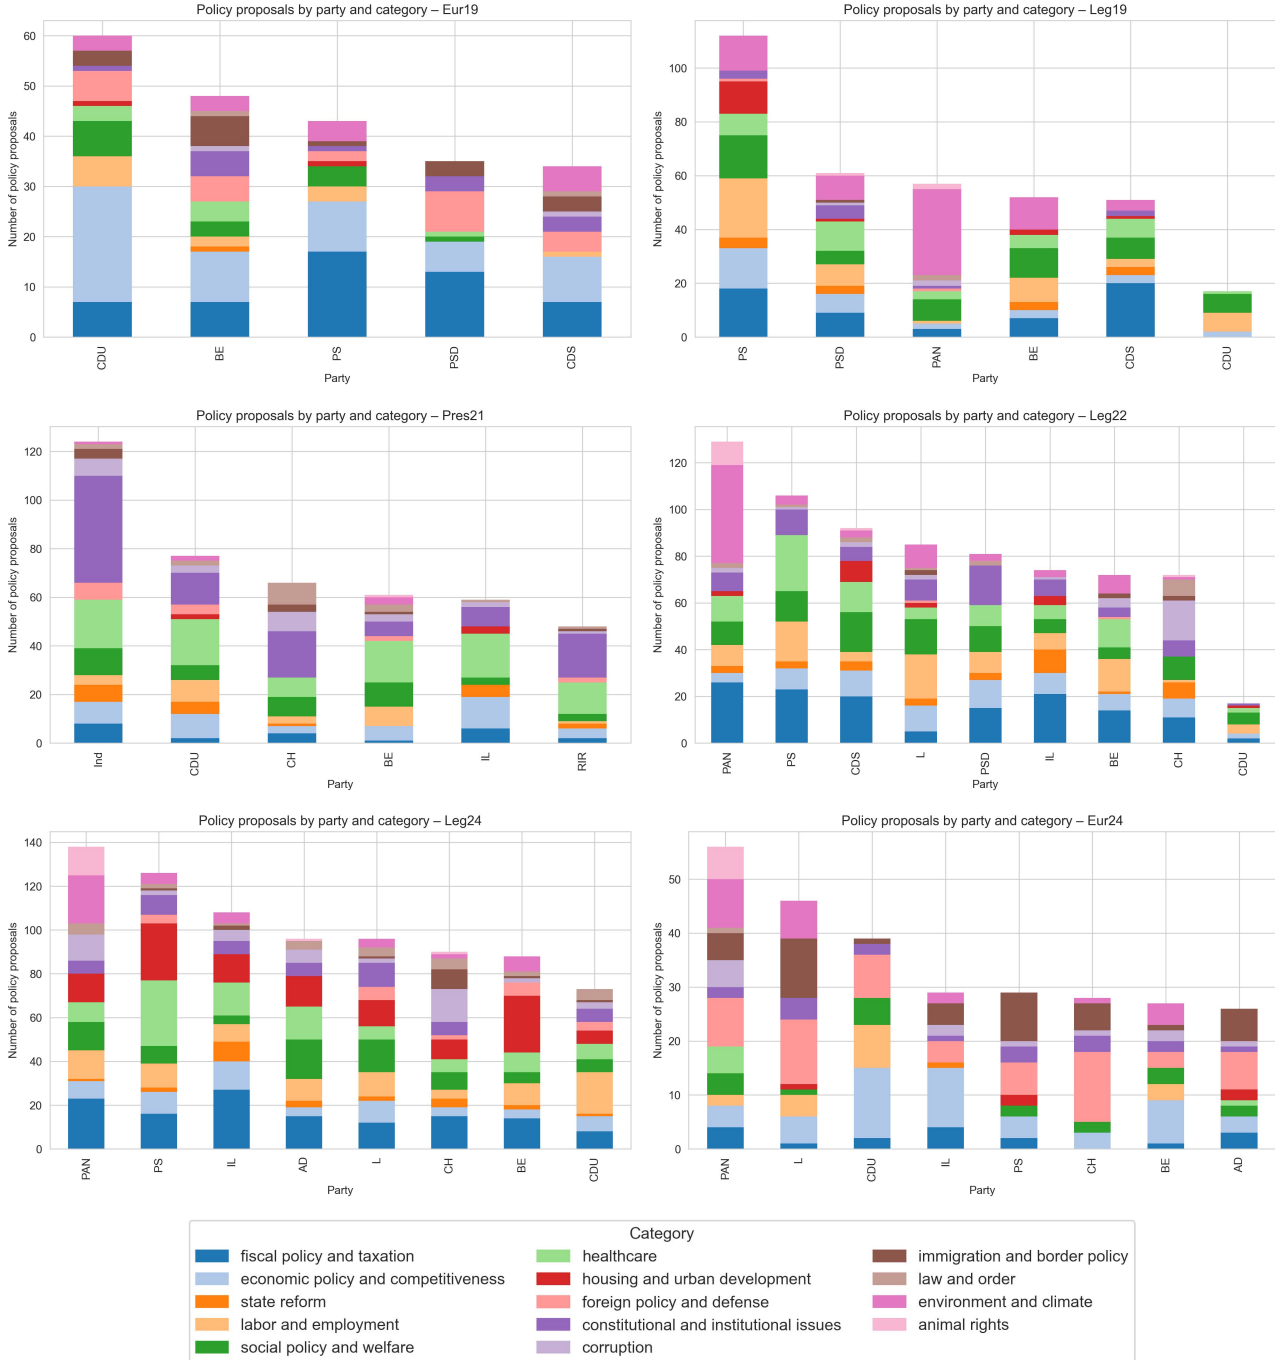 Policy proposals by party and category – Eur19
Number of policy proposals
60
50
40
30
20
10
0
CDU
BE
PS
PSD
CDS
Party
Policy proposals by party and category – Leg19
Number of policy proposals
100
80
60
40
20
0
PS
PSD
PAN
BE
CDS
CDU
Party
Policy proposals by party and category – Pres21
Number of policy proposals
120
100
80
60
40
20
0
Ind
CDU
CH
BE
IL
RIR
Party
Policy proposals by party and category – Leg22
Number of policy proposals
120
100
80
60
40
20
0
PAN
PS
CDS
L
PSD
IL
BE
CH
CDU
Party
Policy proposals by party and category – Leg24
Number of policy proposals
140
120
100
80
60
40
20
0
PAN
PS
IL
AD
L
CH
BE
CDU
Party
Policy proposals by party and category – Eur24
Number of policy proposals
50
40
30
20
10
0
PAN
L
CDU
IL
PS
CH
BE
AD
Party
Category
fiscal policy and taxation
economic policy and competitiveness
state reform
labor and employment
social policy and welfare
healthcare
housing and urban development
foreign policy and defense
constitutional and institutional issues
corruption
immigration and border policy
law and order
environment and climate
animal rights